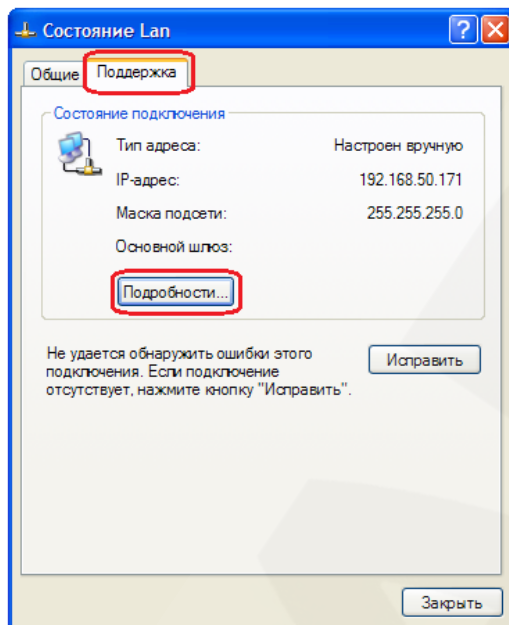 Состояние Lan
Общие Поддержка
Состояние подключения
Тип адреса: Настроен вручную
IP-адрес: 192.168.50.171
Маска подсети: 255.255.255.0
Основной шлюз:
Подробности...
Не удается обнаружить ошибки этого
подключения. Если подключение
отсутствует, нажмите кнопку "Исправить".
Исправить
Закрыть